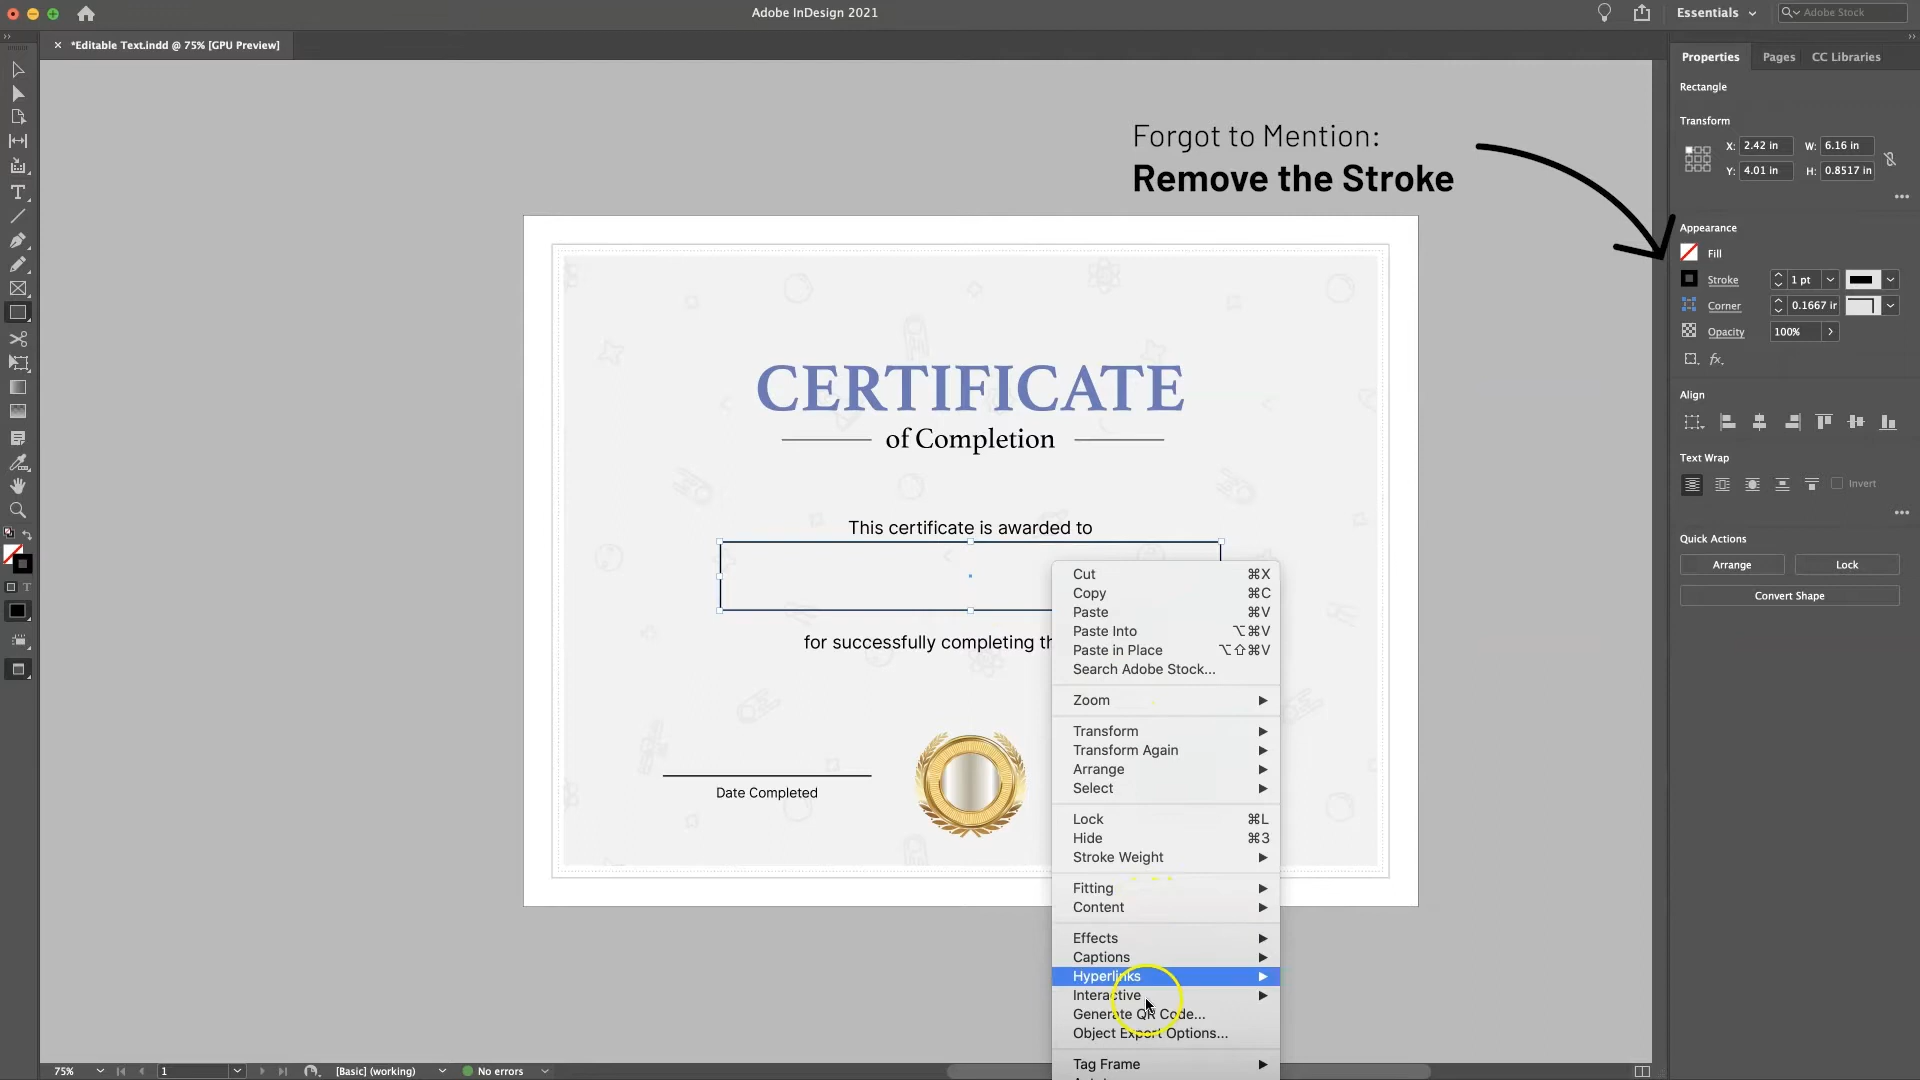 Adobe InDesign 2021
Essentials
Adobe Stock
*Editable Text.indd @ 75% [GPU Preview]
Forgot to Mention:
Remove the Stroke
CERTIFICATE
of Completion
This certificate is awarded to
for successfully completing th
Date Completed
Cut ⌘X
Copy ⌘C
Paste ⌘V
Paste Into ⌥⌘V
Paste in Place ⌥⇧⌘V
Search Adobe Stock...
Zoom
Transform
Transform Again
Arrange
Select
Lock ⌘L
Hide ⌘3
Stroke Weight
Fitting
Content
Effects
Captions
Hyperlinks
Interactive
Generate QR Code...
Object Export Options...
Tag Frame
Properties Pages CC Libraries
Rectangle
Transform
X: 2.42 in W: 6.16 in
Y: 4.01 in H: 0.8517 in
Appearance
Fill
Stroke 1 pt
Corner 0.1667 in
Opacity 100%
fx.
Align
Text Wrap
Invert
Quick Actions
Arrange Lock
Convert Shape
75% 1 [Basic] (working) No errors